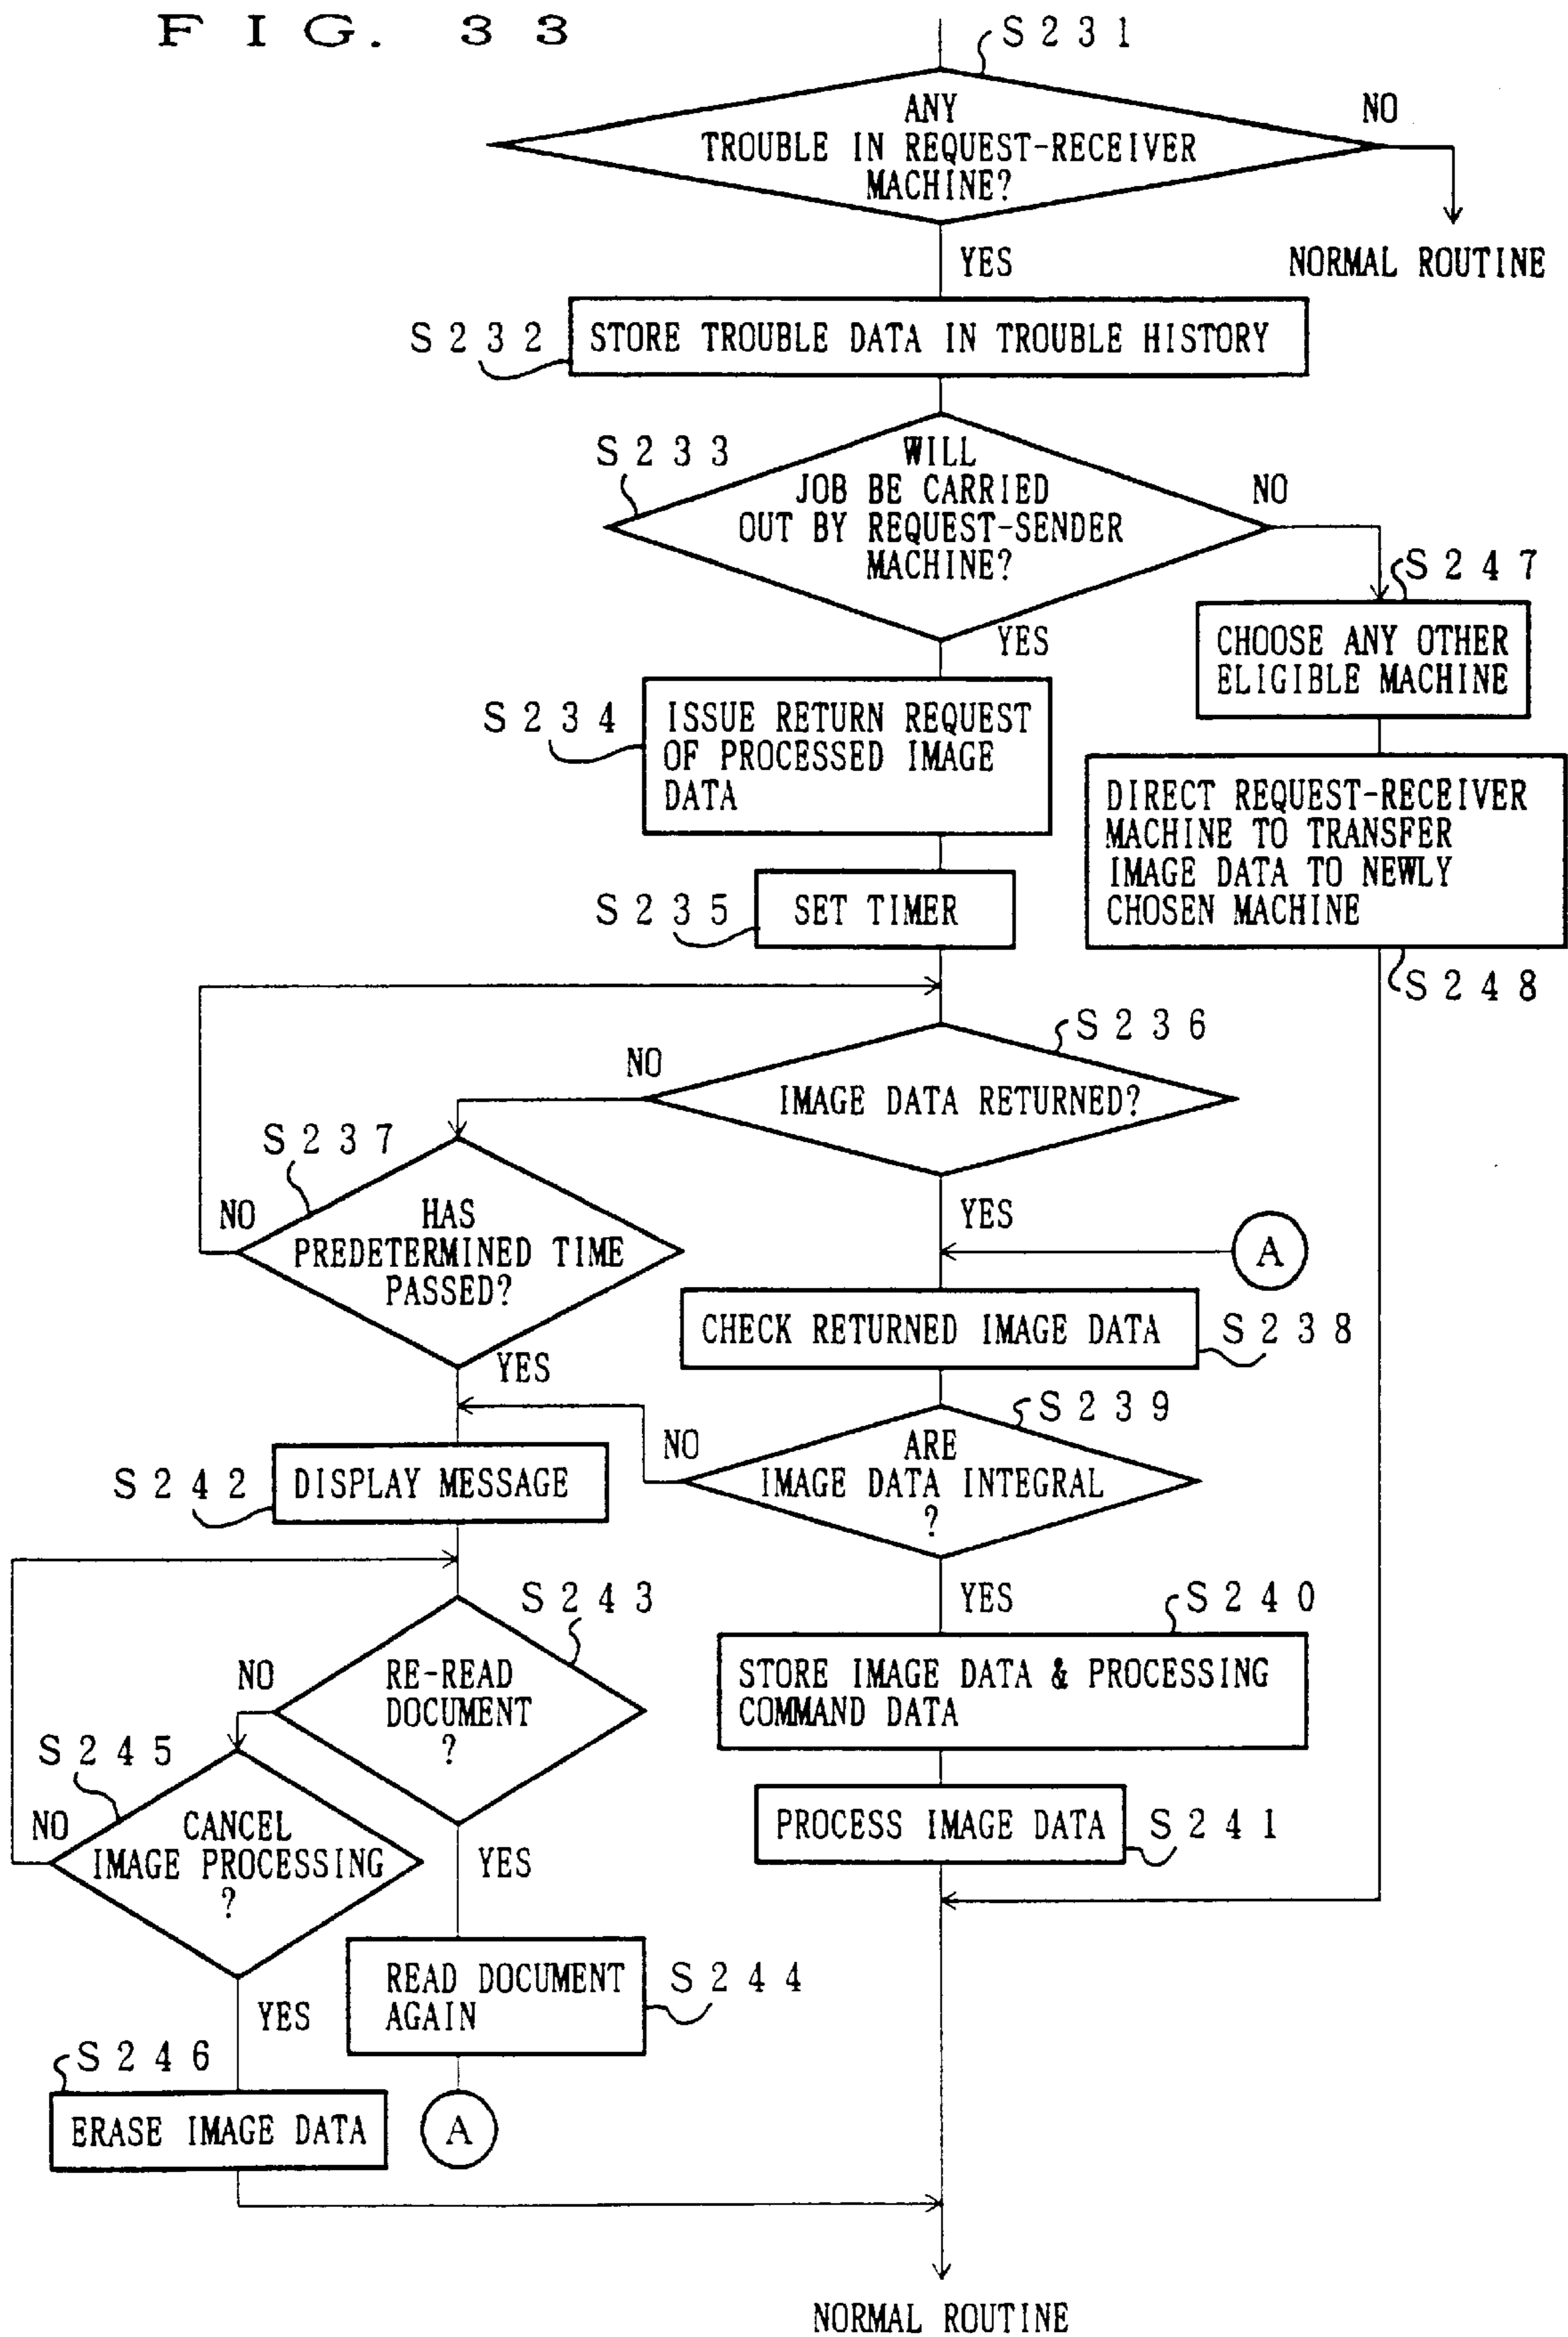 FIG. 33
S231
ANY
TROUBLE IN REQUEST-RECEIVER
MACHINE?
NO
YES
NORMAL ROUTINE
S232
STORE TROUBLE DATA IN TROUBLE HISTORY
S233
WILL
JOB BE CARRIED
OUT BY REQUEST-SENDER
MACHINE?
NO
YES
S247
CHOOSE ANY OTHER
ELIGIBLE MACHINE
S234
ISSUE RETURN REQUEST
OF PROCESSED IMAGE
DATA
DIRECT REQUEST-RECEIVER
MACHINE TO TRANSFER
IMAGE DATA TO NEWLY
CHOSEN MACHINE
S248
S235
SET TIMER
S236
NO
IMAGE DATA RETURNED?
YES
S237
NO
HAS
PREDETERMINED TIME
PASSED?
YES
A
CHECK RETURNED IMAGE DATA
S238
S239
NO
ARE
IMAGE DATA INTEGRAL
?
YES
S242
DISPLAY MESSAGE
S243
NO
RE-READ
DOCUMENT
?
YES
S240
STORE IMAGE DATA & PROCESSING
COMMAND DATA
S245
NO
CANCEL
IMAGE PROCESSING
?
YES
PROCESS IMAGE DATA
S241
READ DOCUMENT
AGAIN
S244
S246
ERASE IMAGE DATA
A
NORMAL ROUTINE